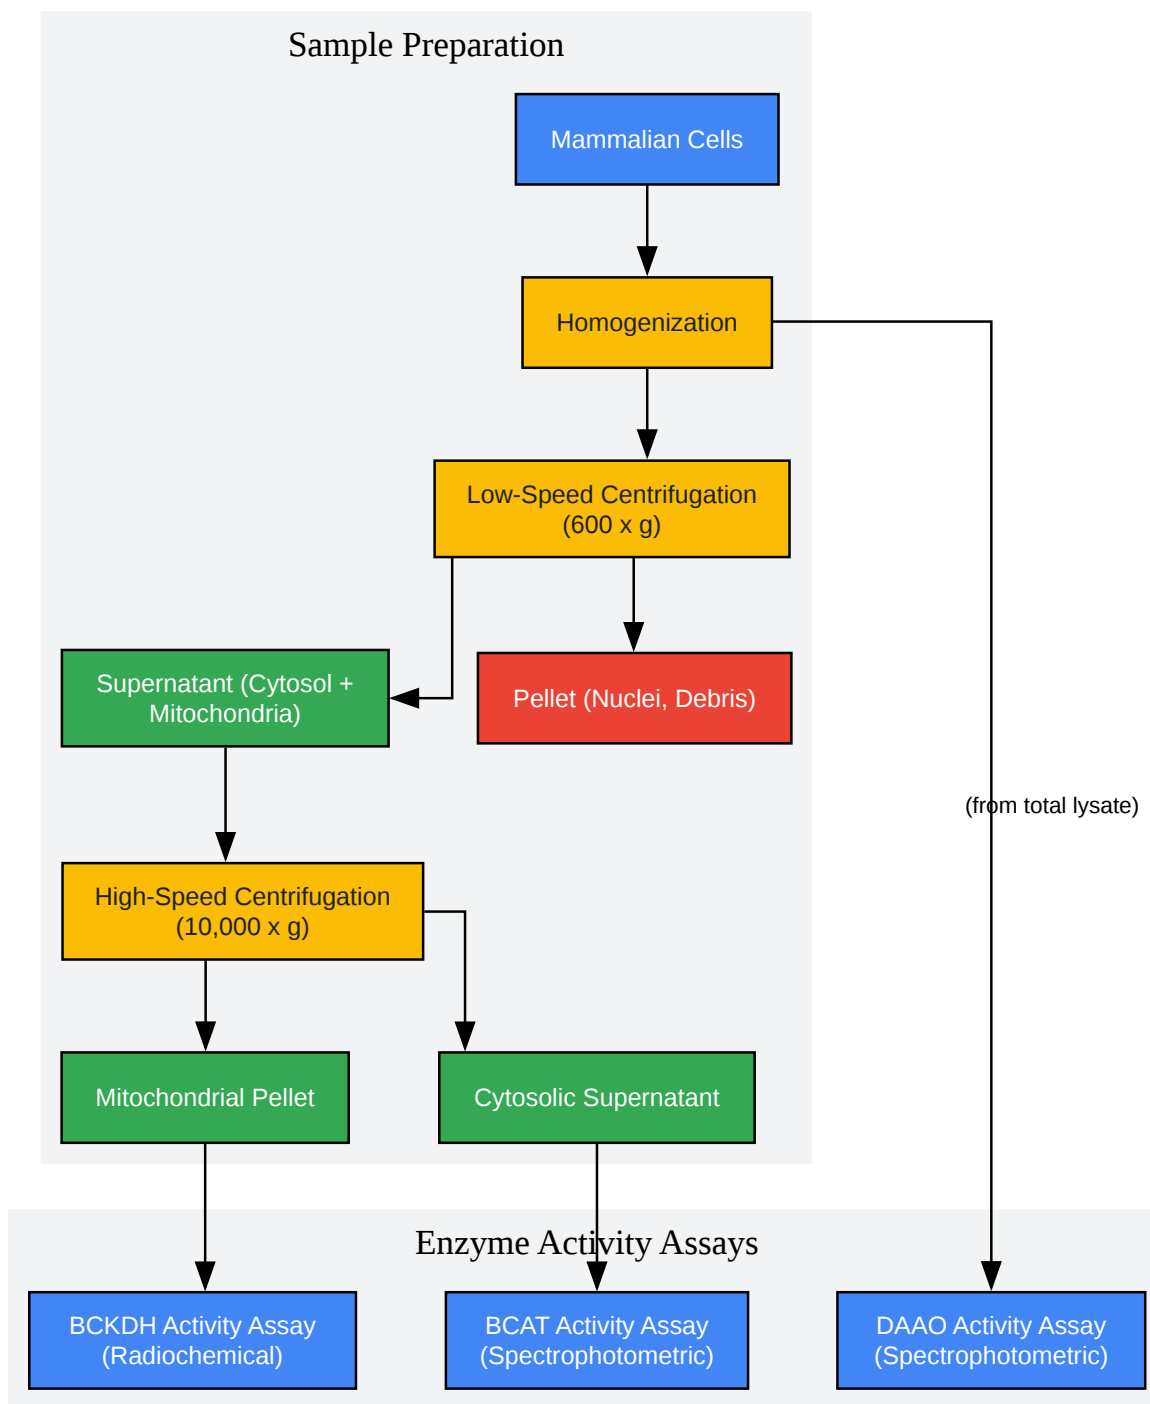 Sample Preparation
Mammalian Cells
Homogenization
Low-Speed Centrifugation
(600 x g)
Supernatant (Cytosol +
Mitochondria)
Pellet (Nuclei, Debris)
(from total lysate)
High-Speed Centrifugation
(10,000 x g)
Mitochondrial Pellet
Cytosolic Supernatant
Enzyme Activity Assays
BCKDH Activity Assay
(Radiochemical)
BCAT Activity Assay
(Spectrophotometric)
DAAO Activity Assay
(Spectrophotometric)